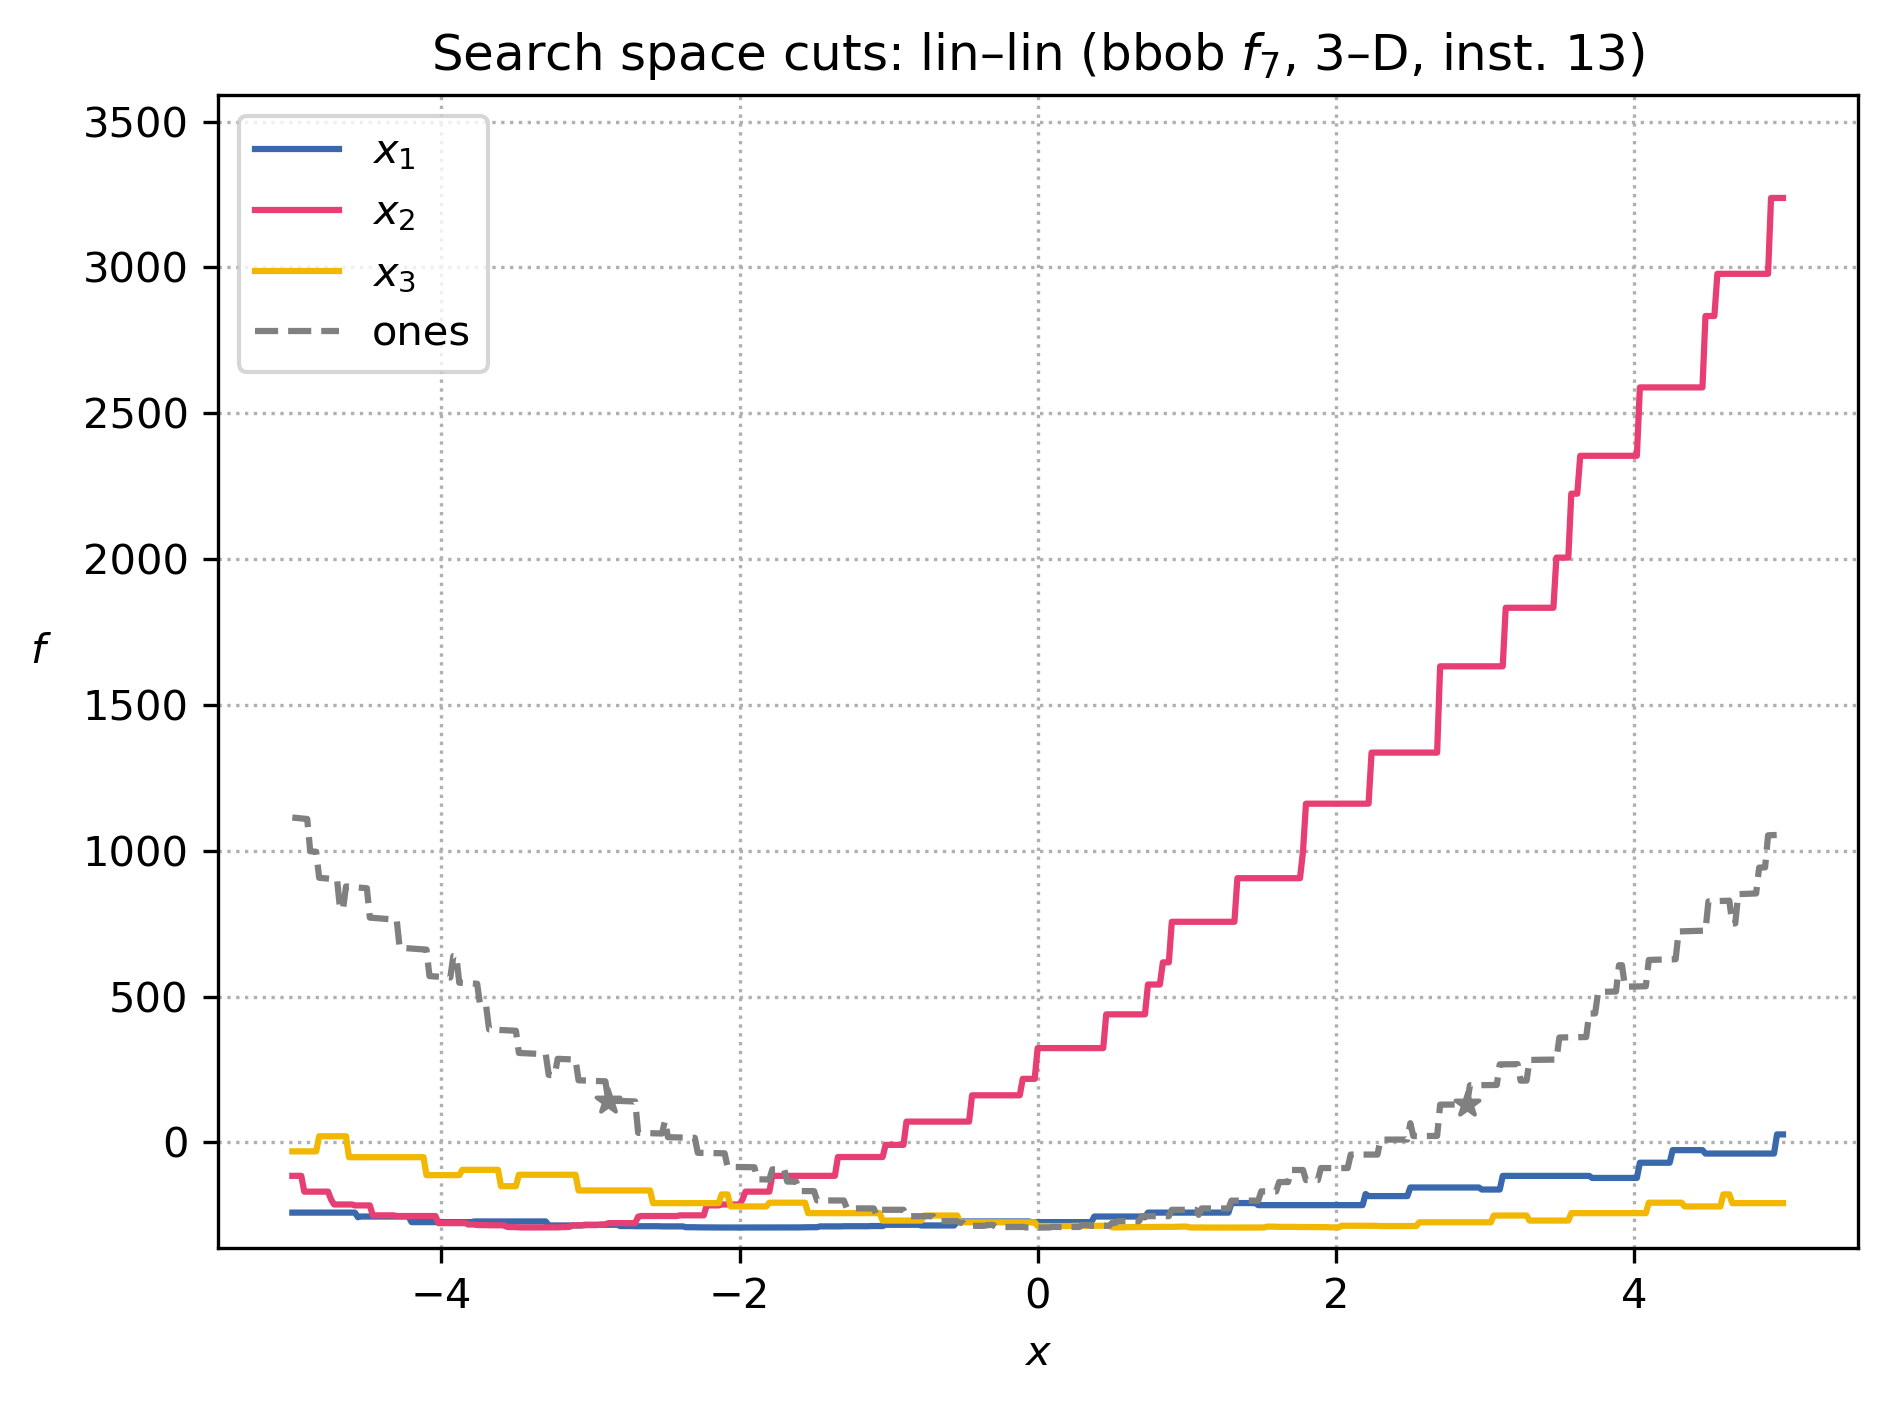 Search space cuts: lin–lin (bbob f₇, 3–D, inst. 13)
x₁
x₂
x₃
ones
3500
3000
2500
2000
1500
1000
500
0
f
−4 −2 0 2 4
x